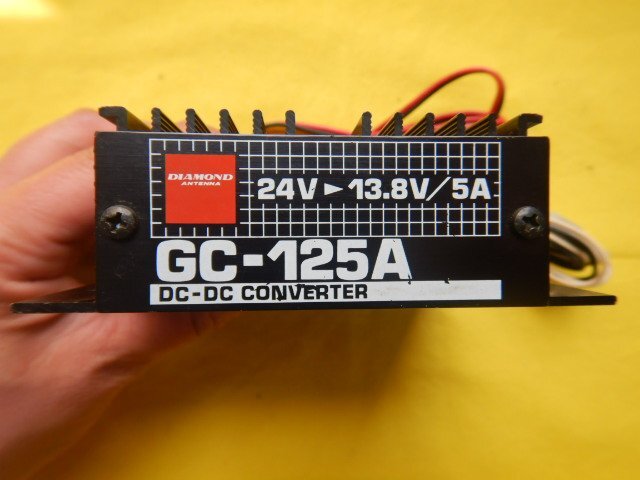 DIAMOND
ANTENNA
24V►13.8V/5A
GC-125A
DC-DC CONVERTER